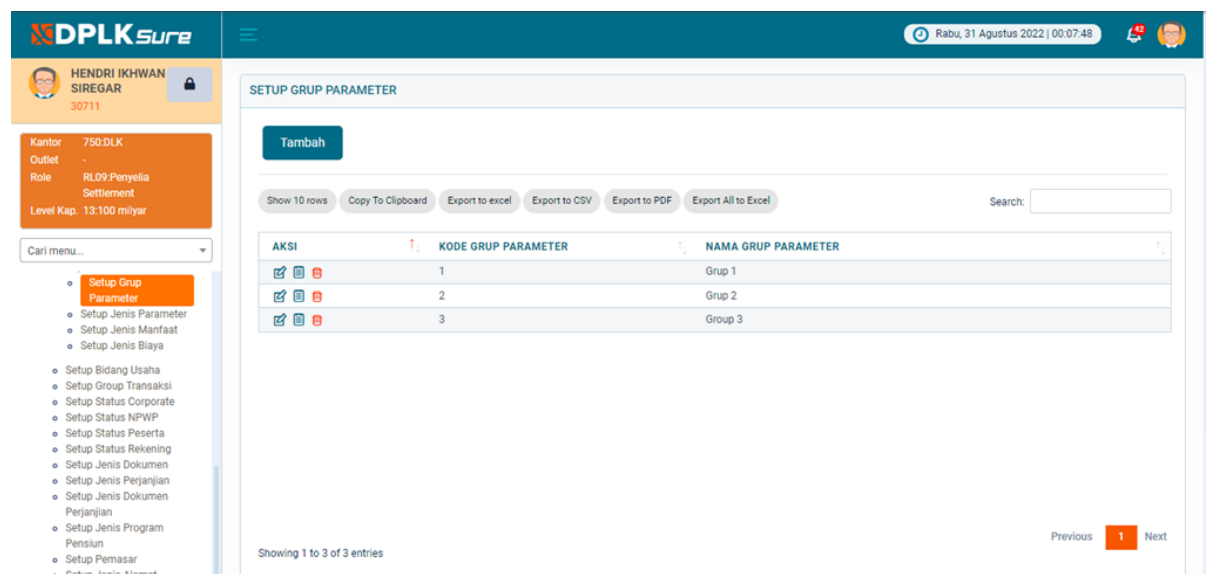 DPLKsure
Rabu, 31 Agustus 2022 | 00:07:48
42
HENDRI IKHWAN
SIREGAR
30711
Kantor 750:DLK
Outlet -
Role RL09:Penyelia
Settlement
Level Kap. 13:100 milyar
Cari menu...
Setup Grup
Parameter
Setup Jenis Parameter
Setup Jenis Manfaat
Setup Jenis Biaya
Setup Bidang Usaha
Setup Group Transaksi
Setup Status Corporate
Setup Status NPWP
Setup Status Peserta
Setup Status Rekening
Setup Jenis Dokumen
Setup Jenis Perjanjian
Setup Jenis Dokumen
Perjanjian
Setup Jenis Program
Pensiun
Setup Pemasar
Setup Jenis Alamat
SETUP GRUP PARAMETER
Tambah
Show 10 rows Copy To Clipboard Export to excel Export to CSV Export to PDF Export All to Excel Search:
AKSI KODE GRUP PARAMETER NAMA GRUP PARAMETER
1 Grup 1
2 Grup 2
3 Group 3
Previous 1 Next
Showing 1 to 3 of 3 entries